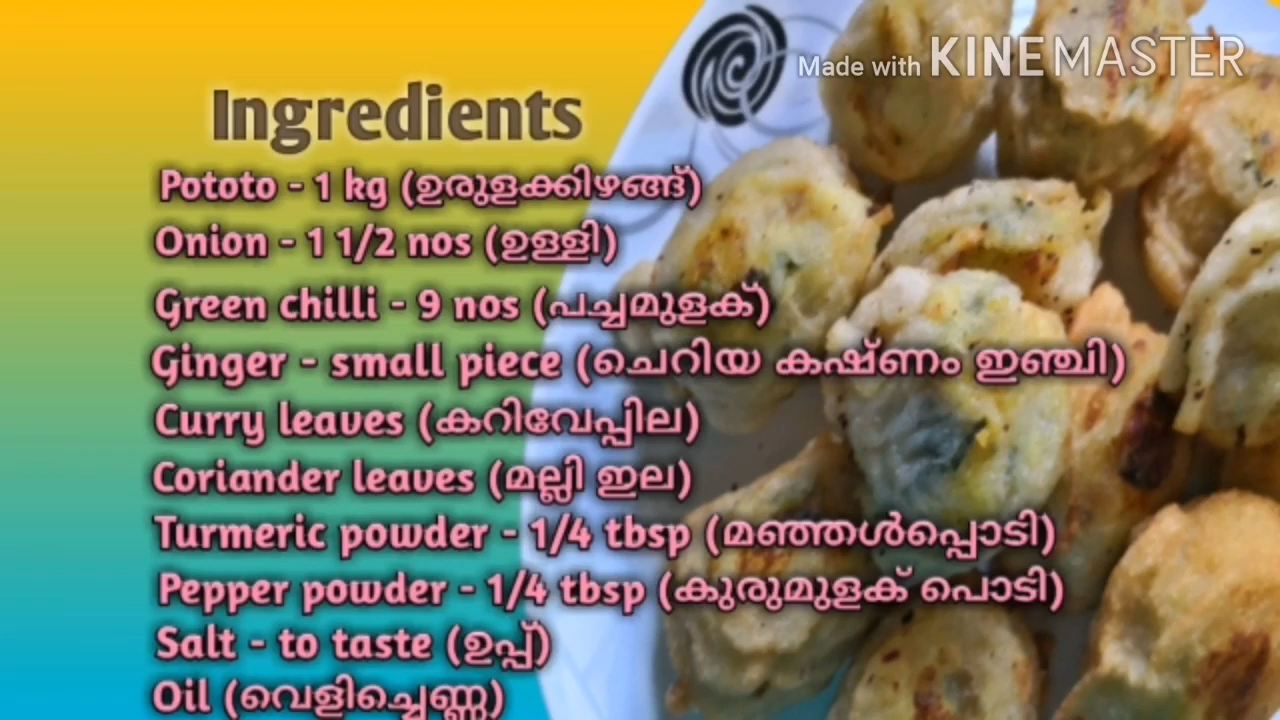 Made with KINEMASTER
Ingredients
Pototo - 1 kg (ഉരുളക്കിഴങ്ങ്)
Onion - 1 1/2 nos (ഉള്ളി)
Green chilli - 9 nos (പച്ചമുളക്)
Ginger - small piece (ചെറിയ കഷ്ണം ഇഞ്ചി)
Curry leaves (കറിവേപ്പില)
Coriander leaves (മല്ലി ഇല)
Turmeric powder - 1/4 tbsp (മഞ്ഞൾപ്പൊടി)
Pepper powder - 1/4 tbsp (കുരുമുളക് പൊടി)
Salt - to taste (ഉപ്പ്)
Oil (വെളിച്ചെണ്ണ)